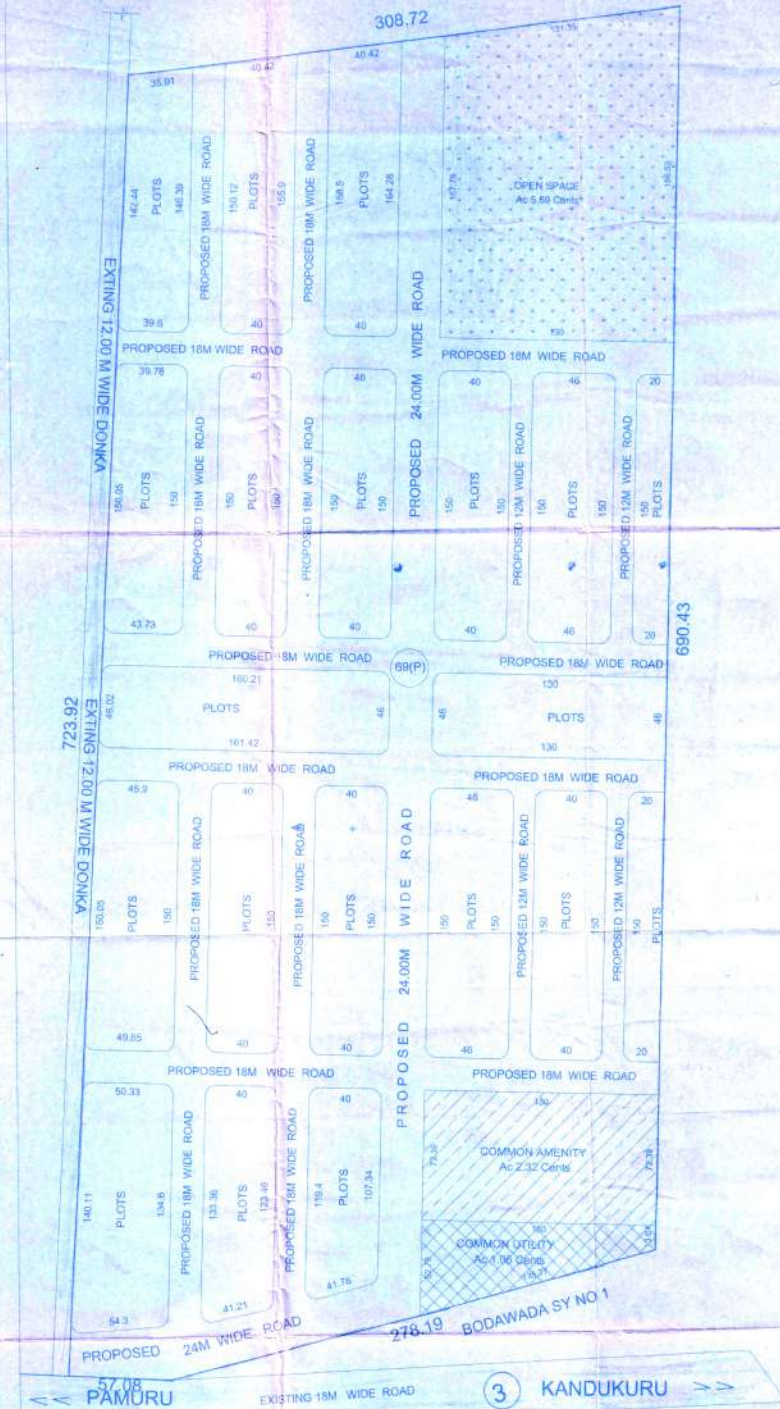 308.72
35.91
40.42
40.42
131.35
142.44
PLOTS
146.39
PROPOSED 18M WIDE ROAD
150.12
PLOTS
155.9
PROPOSED 18M WIDE ROAD
PLOTS
164.28
OPEN SPACE
Ac 5.69 Cents
39.6
40
40
130
EXTING 12.00 M WIDE DONKA
PROPOSED 18M WIDE ROAD
PROPOSED 24.00M WIDE ROAD
PROPOSED 18M WIDE ROAD
39.78
40
46
40
46
20
150.05
PLOTS
150
PROPOSED 18M WIDE ROAD
150
PLOTS
150
PROPOSED 18M WIDE ROAD
150
PLOTS
150
150
PLOTS
150
PROPOSED 12M WIDE ROAD
150
PLOTS
150
PROPOSED 12M WIDE ROAD
150
PLOTS
43.73
40
40
40
46
20
690.43
PROPOSED 18M WIDE ROAD
69(P)
PROPOSED 18M WIDE ROAD
160.21
130
46.02
PLOTS
46
46
PLOTS
46
161.42
130
723.92
EXTING 12.00 M WIDE DONKA
PROPOSED 18M WIDE ROAD
PROPOSED 18M WIDE ROAD
45.9
40
40
46
40
20
150.05
PLOTS
150
PROPOSED 18M WIDE ROAD
PLOTS
150
PROPOSED 18M WIDE ROAD
150
PLOTS
150
PROPOSED 24.00M WIDE ROAD
150
PLOTS
150
PROPOSED 12M WIDE ROAD
150
PLOTS
150
PROPOSED 12M WIDE ROAD
150
PLOTS
49.85
40
40
46
40
20
PROPOSED 18M WIDE ROAD
PROPOSED 18M WIDE ROAD
50.33
40
40
130
140.11
PLOTS
134.6
PROPOSED 18M WIDE ROAD
133.36
PLOTS
123.46
PROPOSED 18M WIDE ROAD
119.4
PLOTS
107.34
COMMON AMENITY
Ac 2.32 Cents
COMMON UTILITY
Ac 1.06 Cents
54.3
41.21
41.76
PROPOSED 24M WIDE ROAD
278.19
BODAWADA SY NO 1
57.08
<< PAMURU
EXISTING 18M WIDE ROAD
3
KANDUKURU >>